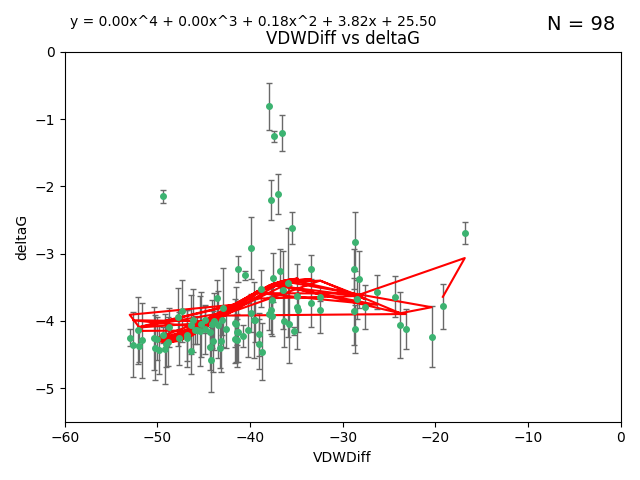 y = 0.00x^4 + 0.00x^3 + 0.18x^2 + 3.82x + 25.50
N = 98
VDWDiff vs deltaG
0
−1
−2
−3
−4
−5
deltaG
−60 −50 −40 −30 −20 −10 0
VDWDiff